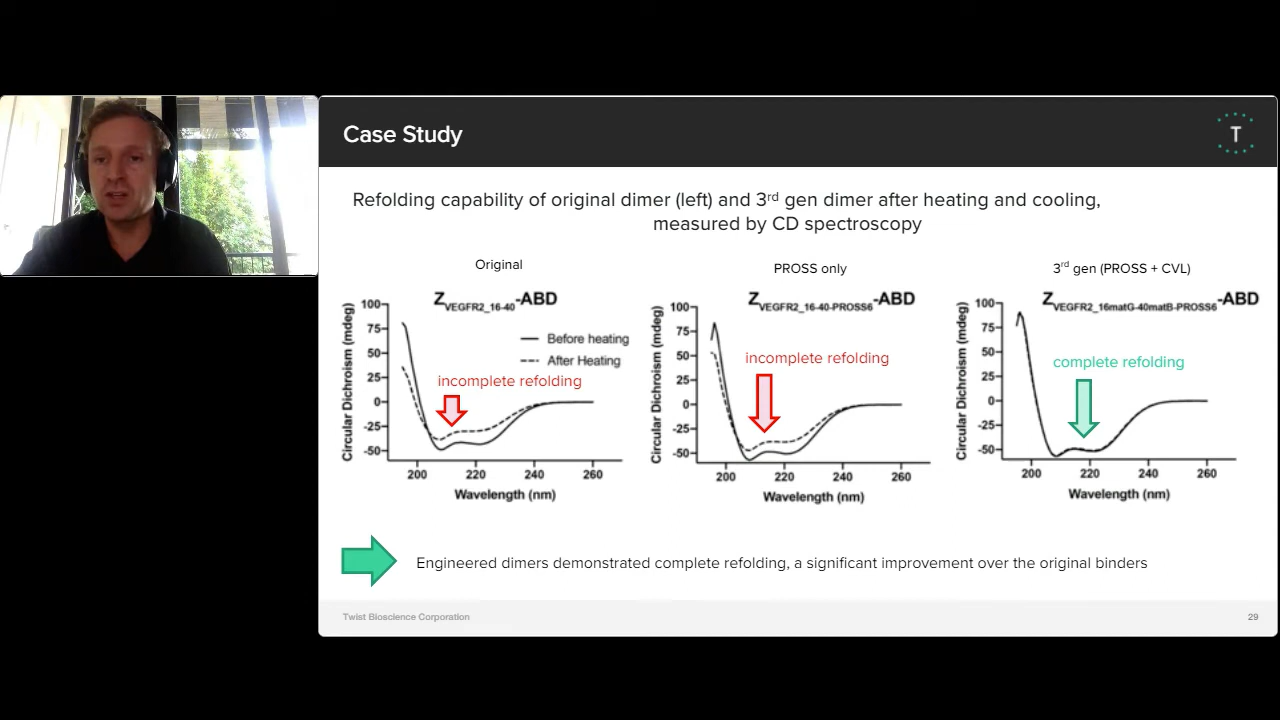 Case Study
T
Refolding capability of original dimer (left) and 3rd gen dimer after heating and cooling,
measured by CD spectroscopy
Original
ZVEGFR2_16-40-ABD
Circular Dichroism (mdeg)
100
75
50
25
0
-25
-50
Before heating
After Heating
incomplete refolding
200
220
240
260
Wavelength (nm)
PROSS only
ZVEGFR2_16-40-PROSS6-ABD
Circular Dichroism (mdeg)
100
75
50
25
0
-25
-50
incomplete refolding
200
220
240
260
Wavelength (nm)
3rd gen (PROSS + CVL)
ZVEGFR2_16matG-40matB-PROSS6-ABD
Circular Dichroism (mdeg)
100
75
50
25
0
-25
-50
complete refolding
200
220
240
260
Wavelength (nm)
Engineered dimers demonstrated complete refolding, a significant improvement over the original binders
Twist Bioscience Corporation
29